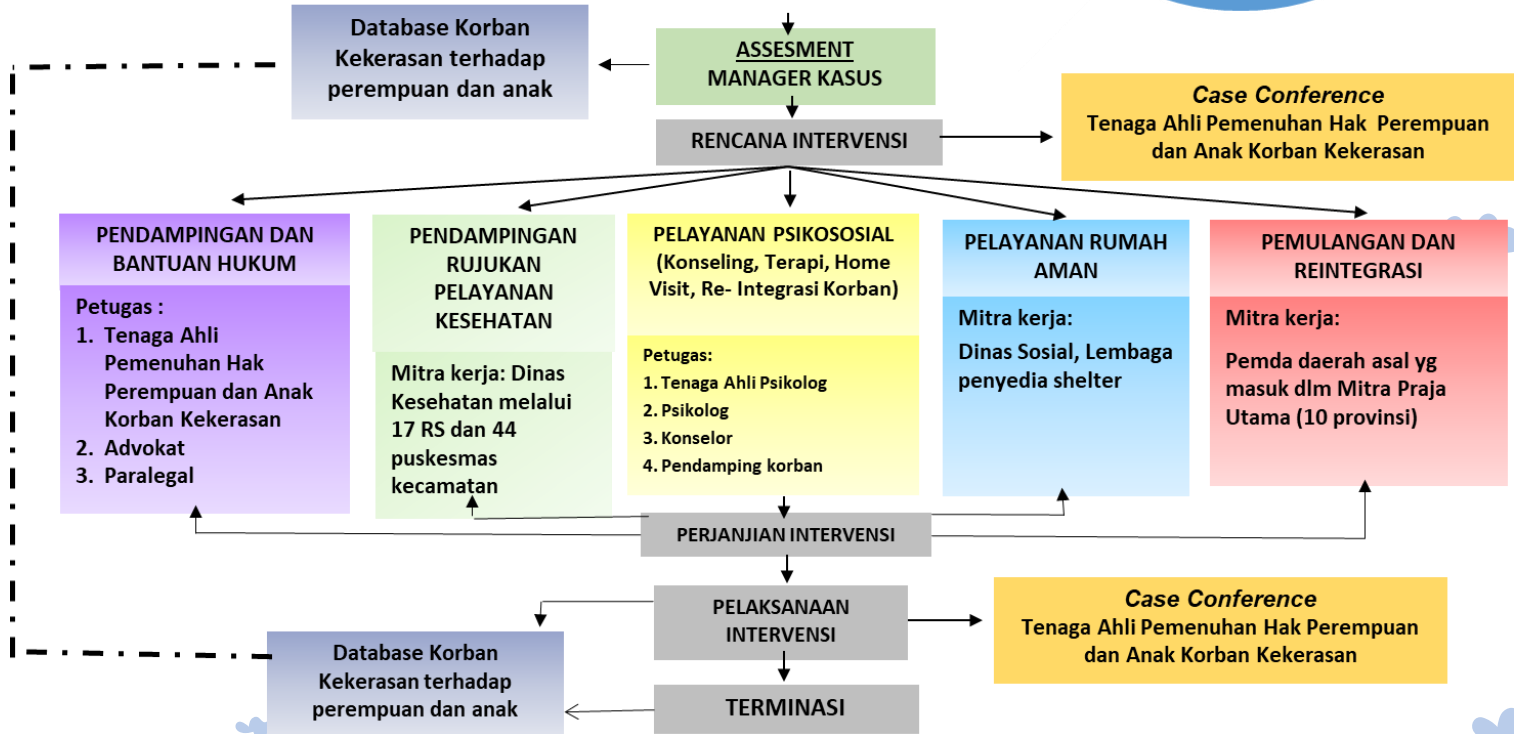 Database Korban
Kekerasan terhadap
perempuan dan anak
ASSESMENT
MANAGER KASUS
Case Conference
Tenaga Ahli Pemenuhan Hak Perempuan
dan Anak Korban Kekerasan
RENCANA INTERVENSI
PENDAMPINGAN DAN
BANTUAN HUKUM
Petugas :
1. Tenaga Ahli
Pemenuhan Hak
Perempuan dan Anak
Korban Kekerasan
2. Advokat
3. Paralegal
PENDAMPINGAN
RUJUKAN
PELAYANAN
KESEHATAN
Mitra kerja: Dinas
Kesehatan melalui
17 RS dan 44
puskesmas
kecamatan
PELAYANAN PSIKOSOSIAL
(Konseling, Terapi, Home
Visit, Re- Integrasi Korban)
Petugas:
1. Tenaga Ahli Psikolog
2. Psikolog
3. Konselor
4. Pendamping korban
PELAYANAN RUMAH
AMAN
Mitra kerja:
Dinas Sosial, Lembaga
penyedia shelter
PEMULANGAN DAN
REINTEGRASI
Mitra kerja:
Pemda daerah asal yg
masuk dlm Mitra Praja
Utama (10 provinsi)
PERJANJIAN INTERVENSI
PELAKSANAAN
INTERVENSI
Case Conference
Tenaga Ahli Pemenuhan Hak Perempuan
dan Anak Korban Kekerasan
Database Korban
Kekerasan terhadap
perempuan dan anak
TERMINASI